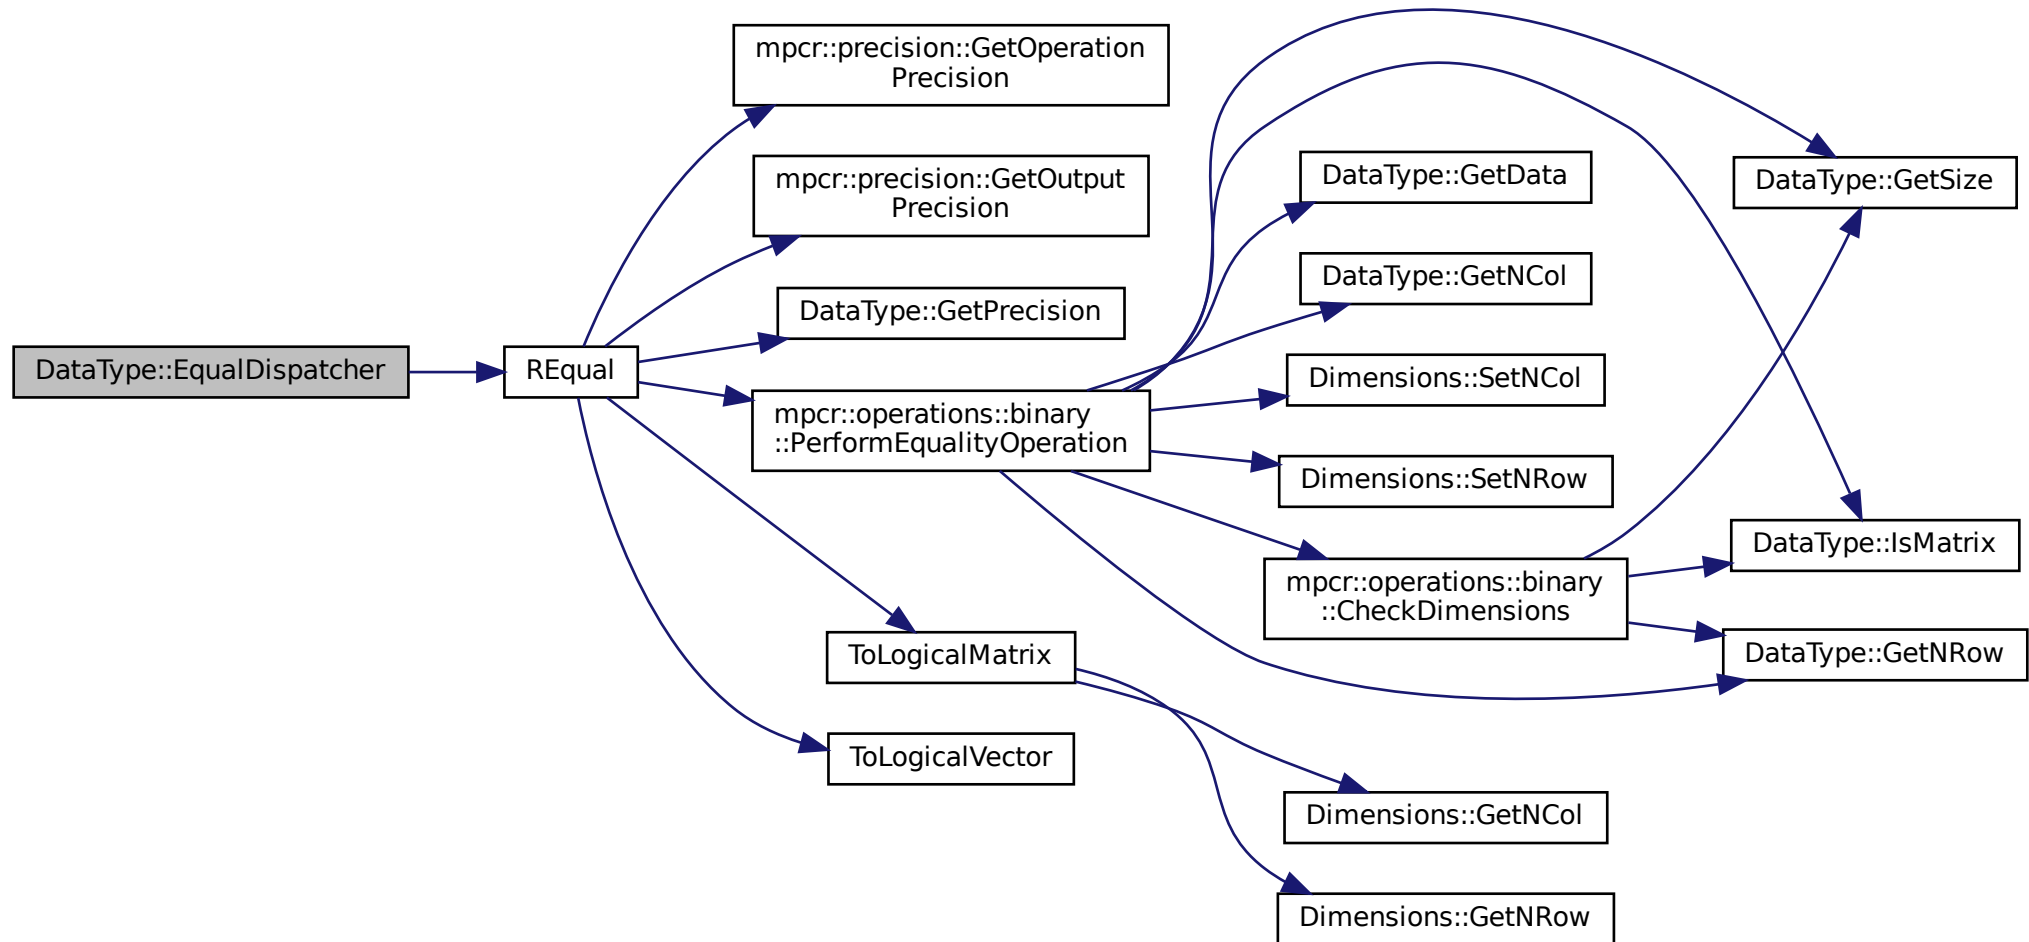 DataType::EqualDispatcher
REqual
mpcr::precision::GetOperation
Precision
mpcr::precision::GetOutput
Precision
DataType::GetPrecision
mpcr::operations::binary
::PerformEqualityOperation
ToLogicalMatrix
ToLogicalVector
DataType::GetData
DataType::GetNCol
Dimensions::SetNCol
Dimensions::SetNRow
mpcr::operations::binary
::CheckDimensions
Dimensions::GetNCol
Dimensions::GetNRow
DataType::GetSize
DataType::IsMatrix
DataType::GetNRow